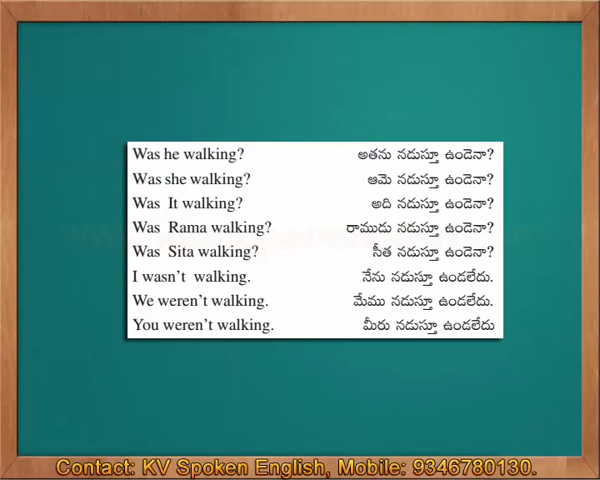 Was he walking? అతను నడుస్తూ ఉండెనా?
Was she walking? ఆమె నడుస్తూ ఉండెనా?
Was It walking? అది నడుస్తూ ఉండెనా?
Was Rama walking? రాముడు నడుస్తూ ఉండెనా?
Was Sita walking? సీత నడుస్తూ ఉండెనా?
I wasn't walking. నేను నడుస్తూ ఉండలేదు.
We weren't walking. మేము నడుస్తూ ఉండలేదు.
You weren't walking. మీరు నడుస్తూ ఉండలేదు
Contact: KV Spoken English, Mobile: 9346780130.